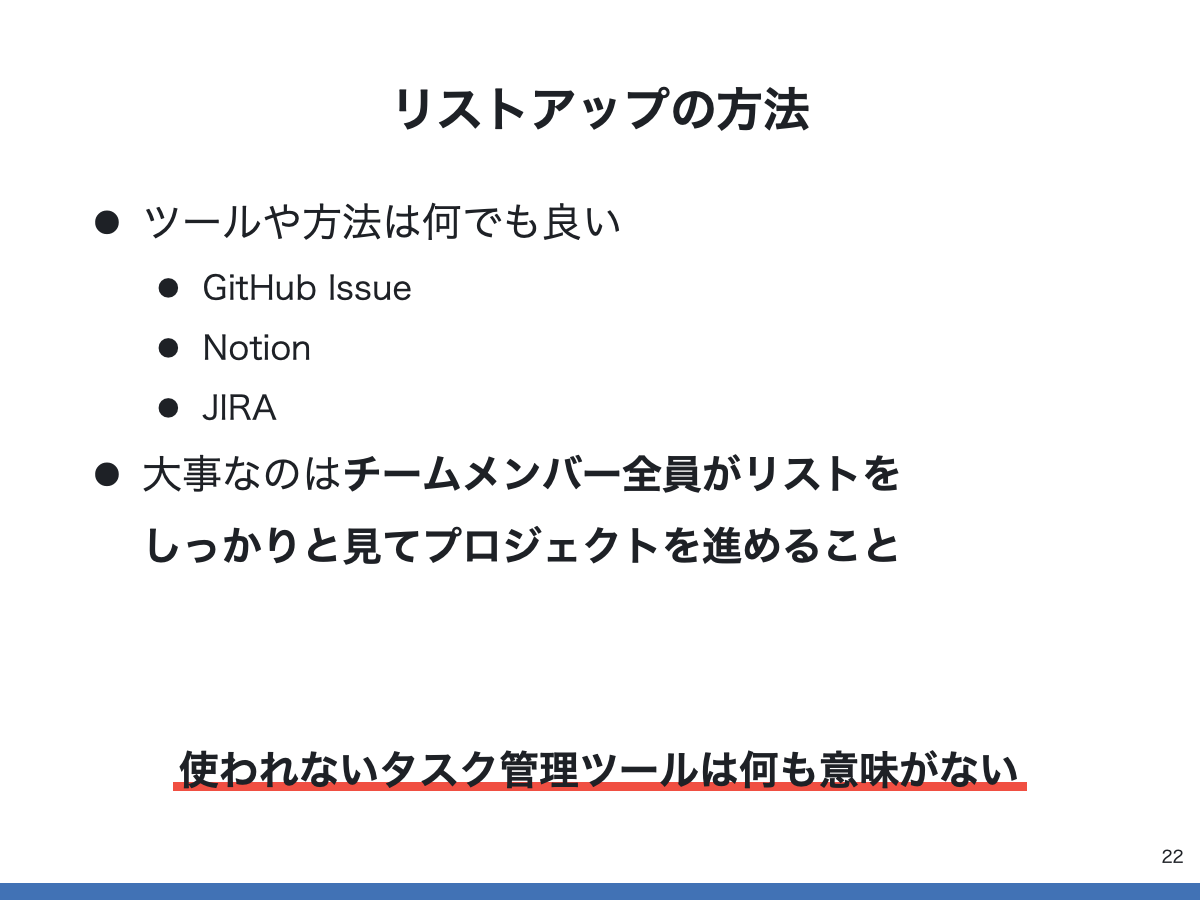 リストアップの方法
● ツールや方法は何でも良い
● GitHub Issue
● Notion
● JIRA
● 大事なのはチームメンバー全員がリストを
しっかりと見てプロジェクトを進めること
使われないタスク管理ツールは何も意味がない
22